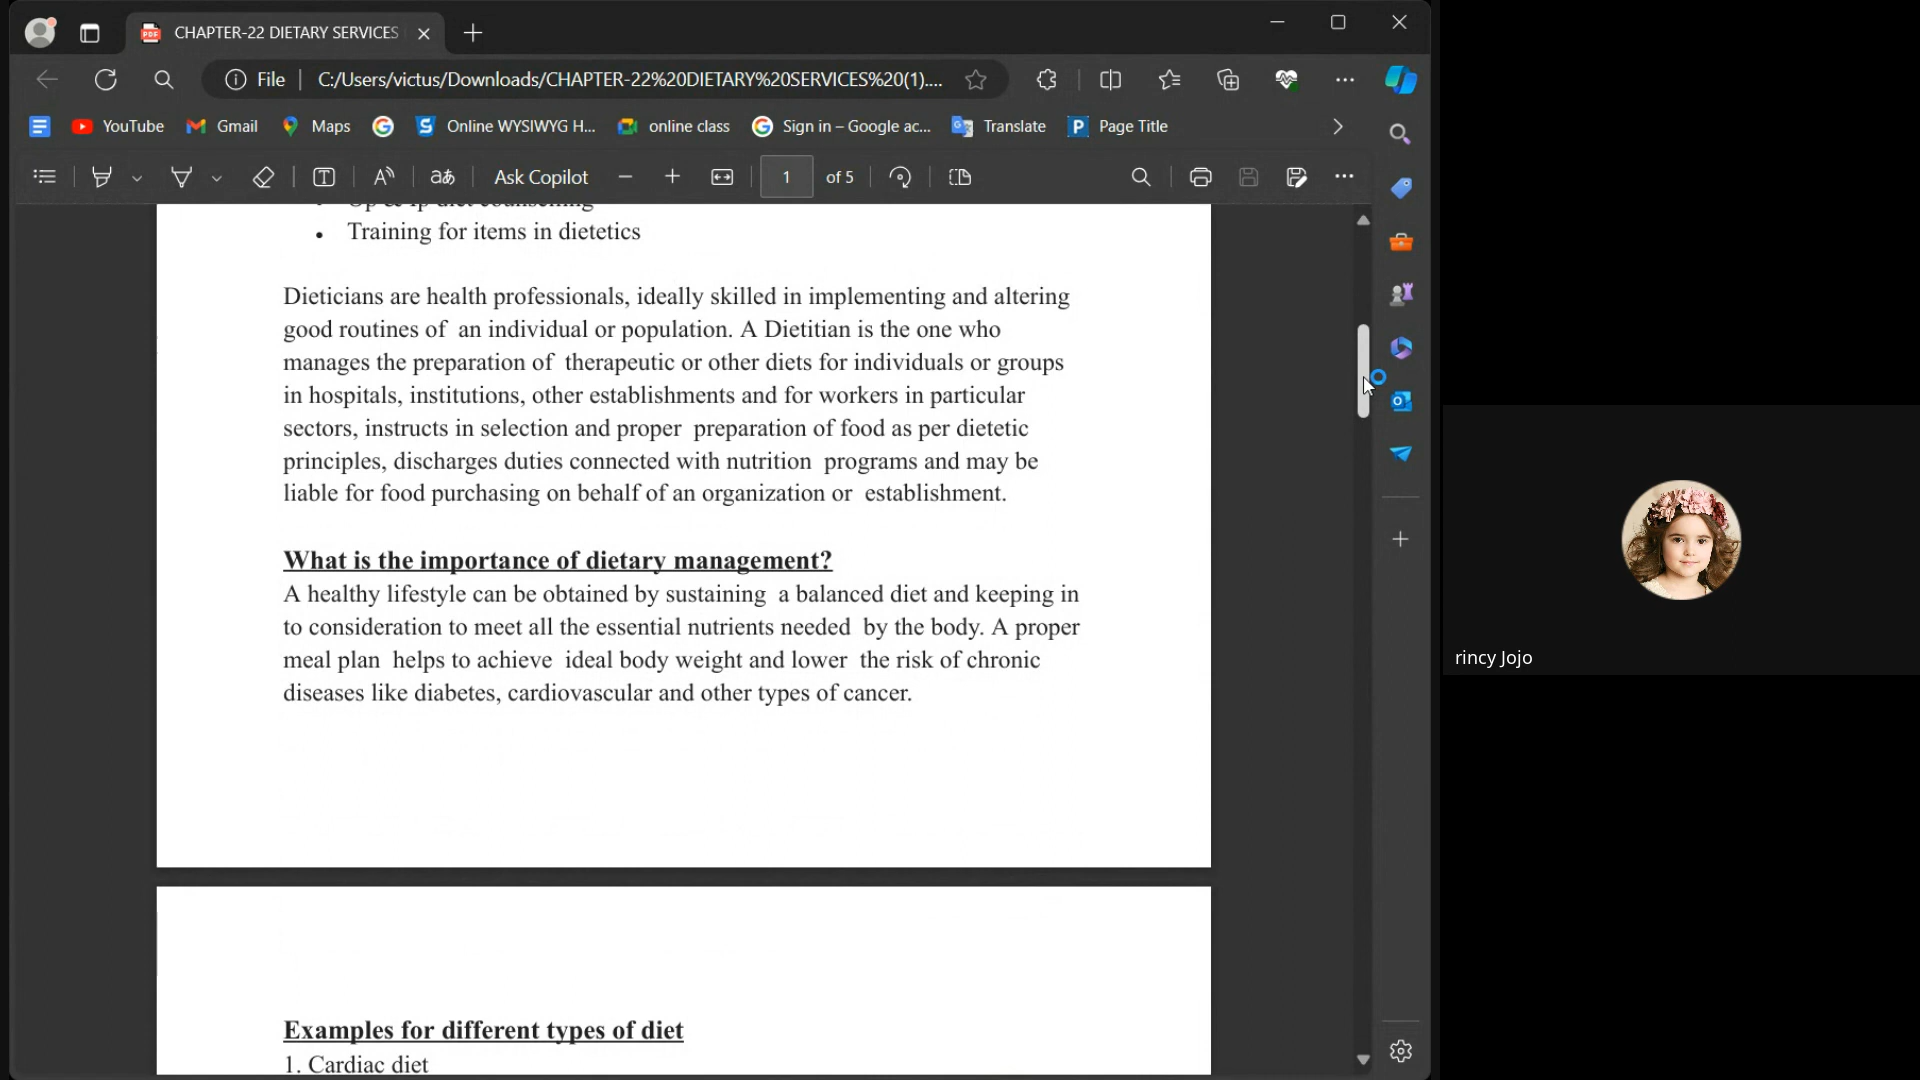 CHAPTER-22 DIETARY SERVICES
File
C:/Users/victus/Downloads/CHAPTER-22%20DIETARY%20SERVICES%20(1)....
YouTube
Gmail
Maps
Online WYSIWYG H...
online class
Sign in – Google ac...
Translate
Page Title
Ask Copilot
1
of 5
Op & Ip diet counselling
• Training for items in dietetics
Dieticians are health professionals, ideally skilled in implementing and altering
good routines of an individual or population. A Dietitian is the one who
manages the preparation of therapeutic or other diets for individuals or groups
in hospitals, institutions, other establishments and for workers in particular
sectors, instructs in selection and proper preparation of food as per dietetic
principles, discharges duties connected with nutrition programs and may be
liable for food purchasing on behalf of an organization or establishment.
What is the importance of dietary management?
A healthy lifestyle can be obtained by sustaining a balanced diet and keeping in
to consideration to meet all the essential nutrients needed by the body. A proper
meal plan helps to achieve ideal body weight and lower the risk of chronic
diseases like diabetes, cardiovascular and other types of cancer.
Examples for different types of diet
1. Cardiac diet
rincy Jojo